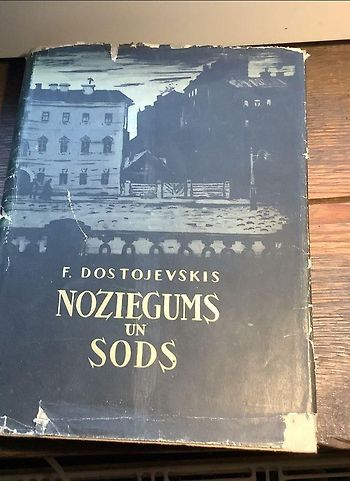 F. DOSTOJEVSKIS
NOZIEGUMS
UN
SODS